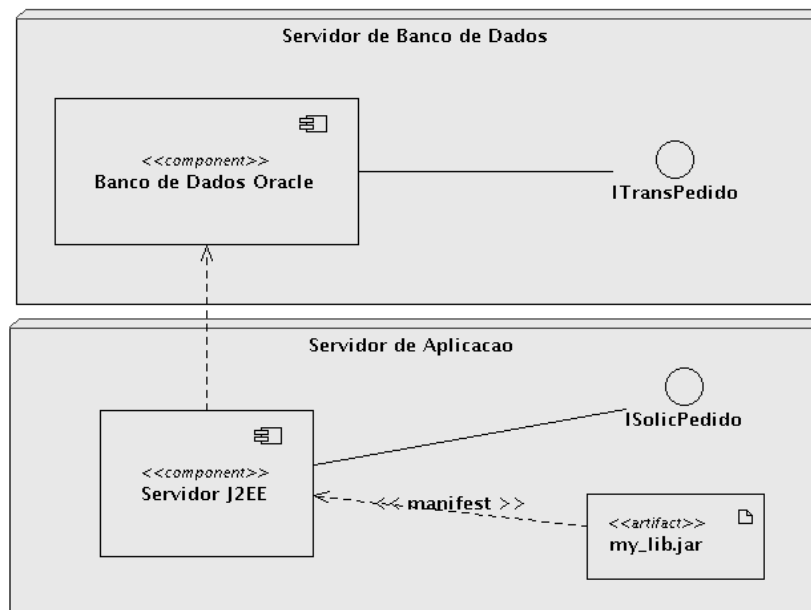 Servidor de Banco de Dados
<<component>>
Banco de Dados Oracle
ITransPedido
Servidor de Aplicacao
ISolicPedido
<<component>>
Servidor J2EE
<< manifest >>
<<artifact>>
my_lib.jar